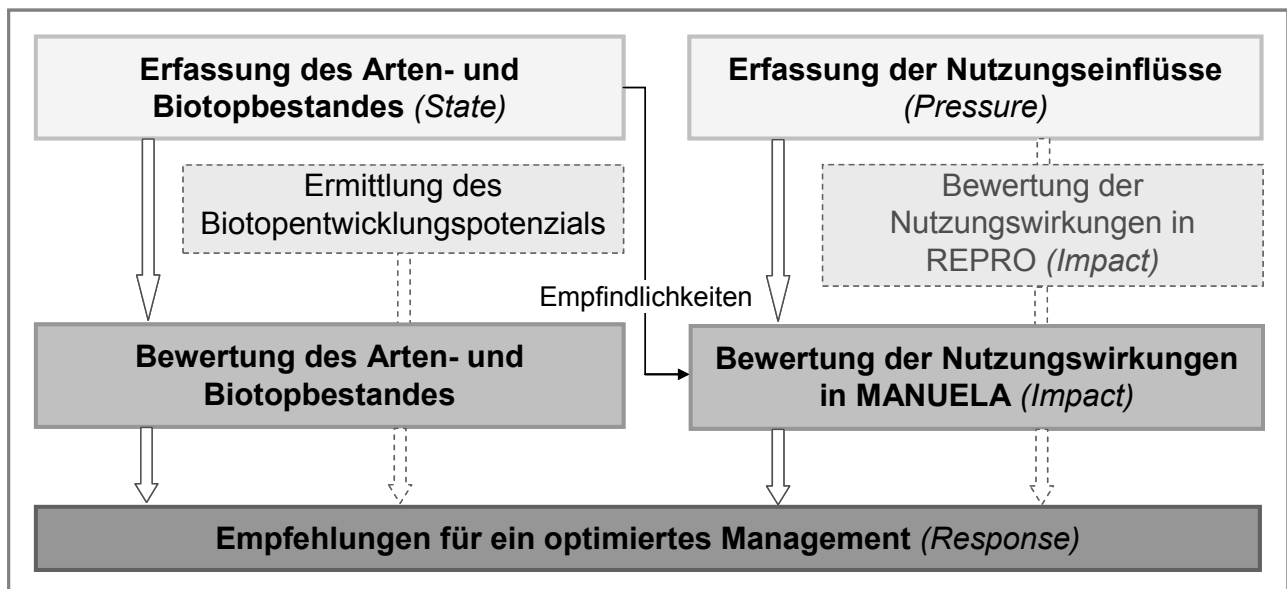 Erfassung des Arten- und
Biotopbestandes (State)
Erfassung der Nutzungseinflüsse
(Pressure)
Ermittlung des
Biotopentwicklungspotenzials
Bewertung der
Nutzungswirkungen in
REPRO (Impact)
Empfindlichkeiten
Bewertung des Arten- und
Biotopbestandes
Bewertung der Nutzungswirkungen
in MANUELA (Impact)
Empfehlungen für ein optimiertes Management (Response)